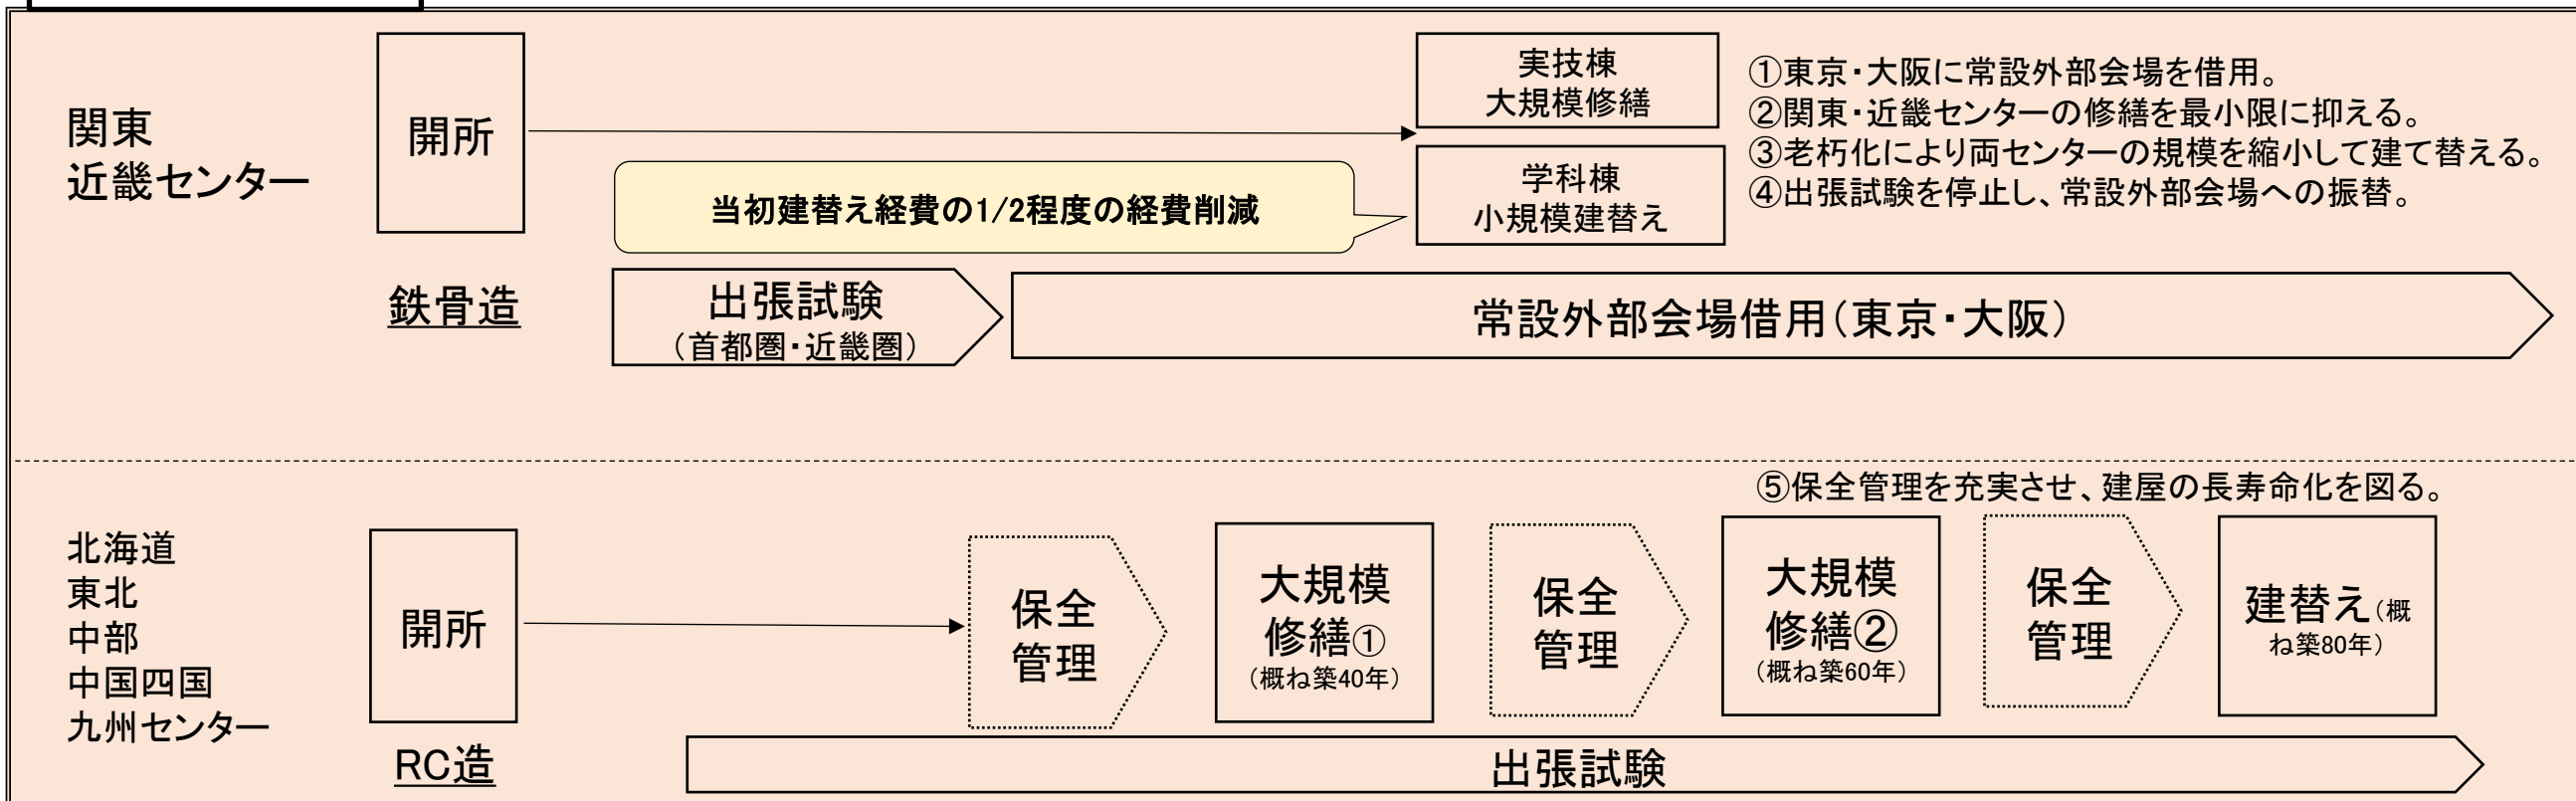 関東
近畿センター
開所
鉄骨造
実技棟
大規模修繕
学科棟
小規模建替え
①東京・大阪に常設外部会場を借用。
②関東・近畿センターの修繕を最小限に抑える。
③老朽化により両センターの規模を縮小して建て替える。
④出張試験を停止し、常設外部会場への振替。
当初建替え経費の1/2程度の経費削減
出張試験
（首都圏・近畿圏）
常設外部会場借用（東京・大阪）
⑤保全管理を充実させ、建屋の長寿命化を図る。
北海道
東北
中部
中国四国
九州センター
開所
RC造
保全
管理
大規模
修繕①
（概ね築40年）
保全
管理
大規模
修繕②
（概ね築60年）
保全
管理
建替え（概
ね築80年）
出張試験